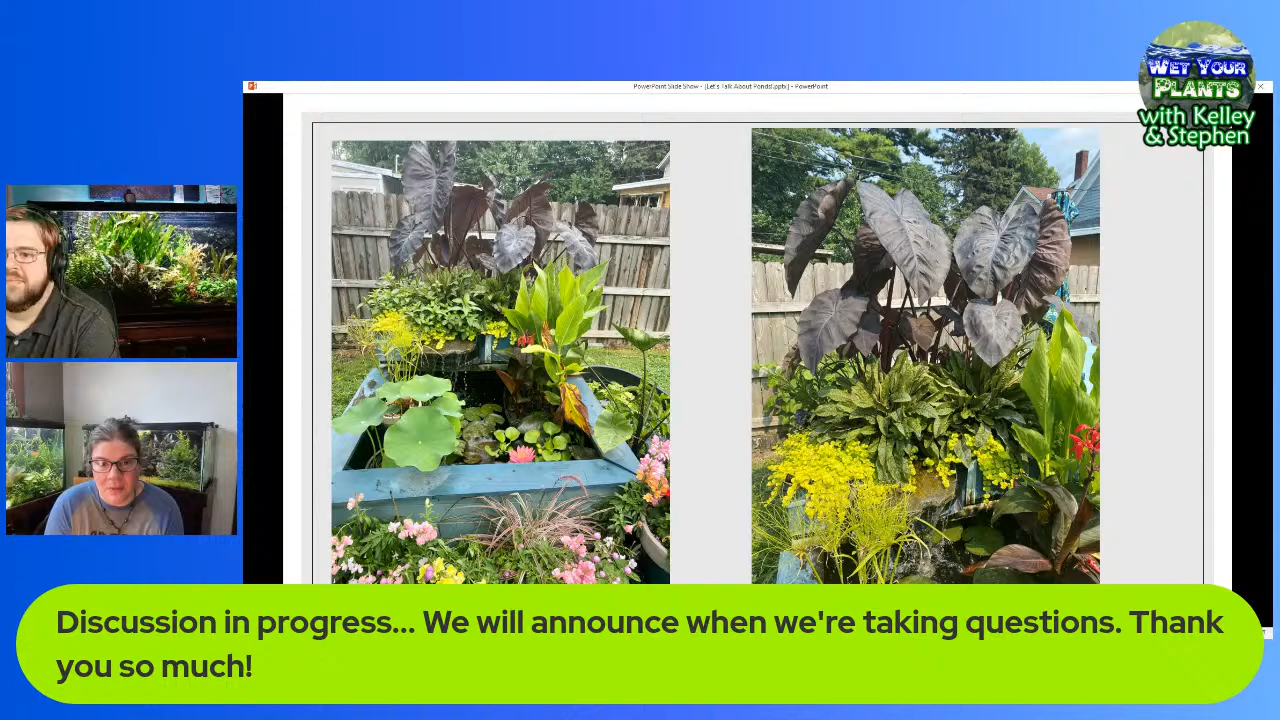 PowerPoint Slide Show - [Let's Talk About Ponds!.pptx] - PowerPoint
WET YOUR
PLANTS
with Kelley
& Stephen
Discussion in progress... We will announce when we're taking questions. Thank
you so much!